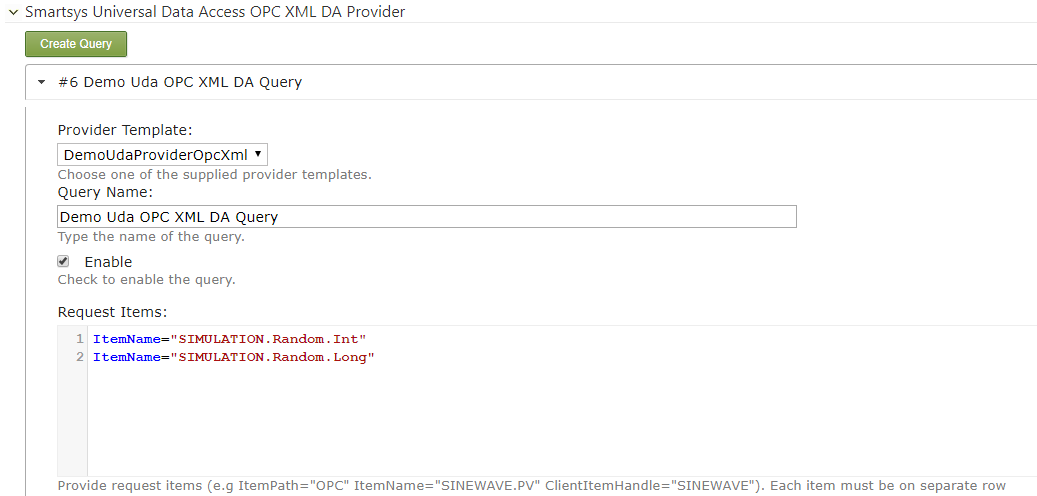 Smartsys Universal Data Access OPC XML DA Provider
Create Query
#6 Demo Uda OPC XML DA Query
Provider Template:
DemoUdaProviderOpcXml
Choose one of the supplied provider templates.
Query Name:
Demo Uda OPC XML DA Query
Type the name of the query.
Enable
Check to enable the query.
Request Items:
1 ItemName="SIMULATION.Random.Int"
2 ItemName="SIMULATION.Random.Long"
Provide request items (e.g ItemPath="OPC" ItemName="SINEWAVE.PV" ClientItemHandle="SINEWAVE"). Each item must be on separate row